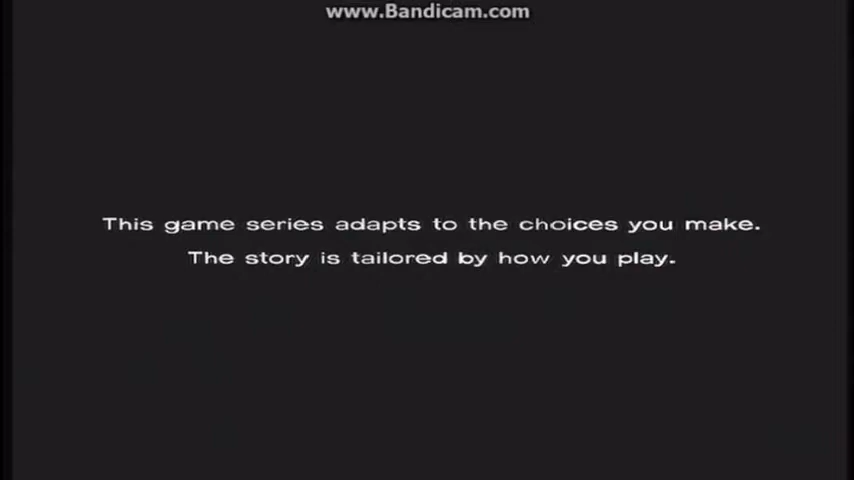 www.Bandicam.com
This game series adapts to the choices you make.
The story is tailored by how you play.